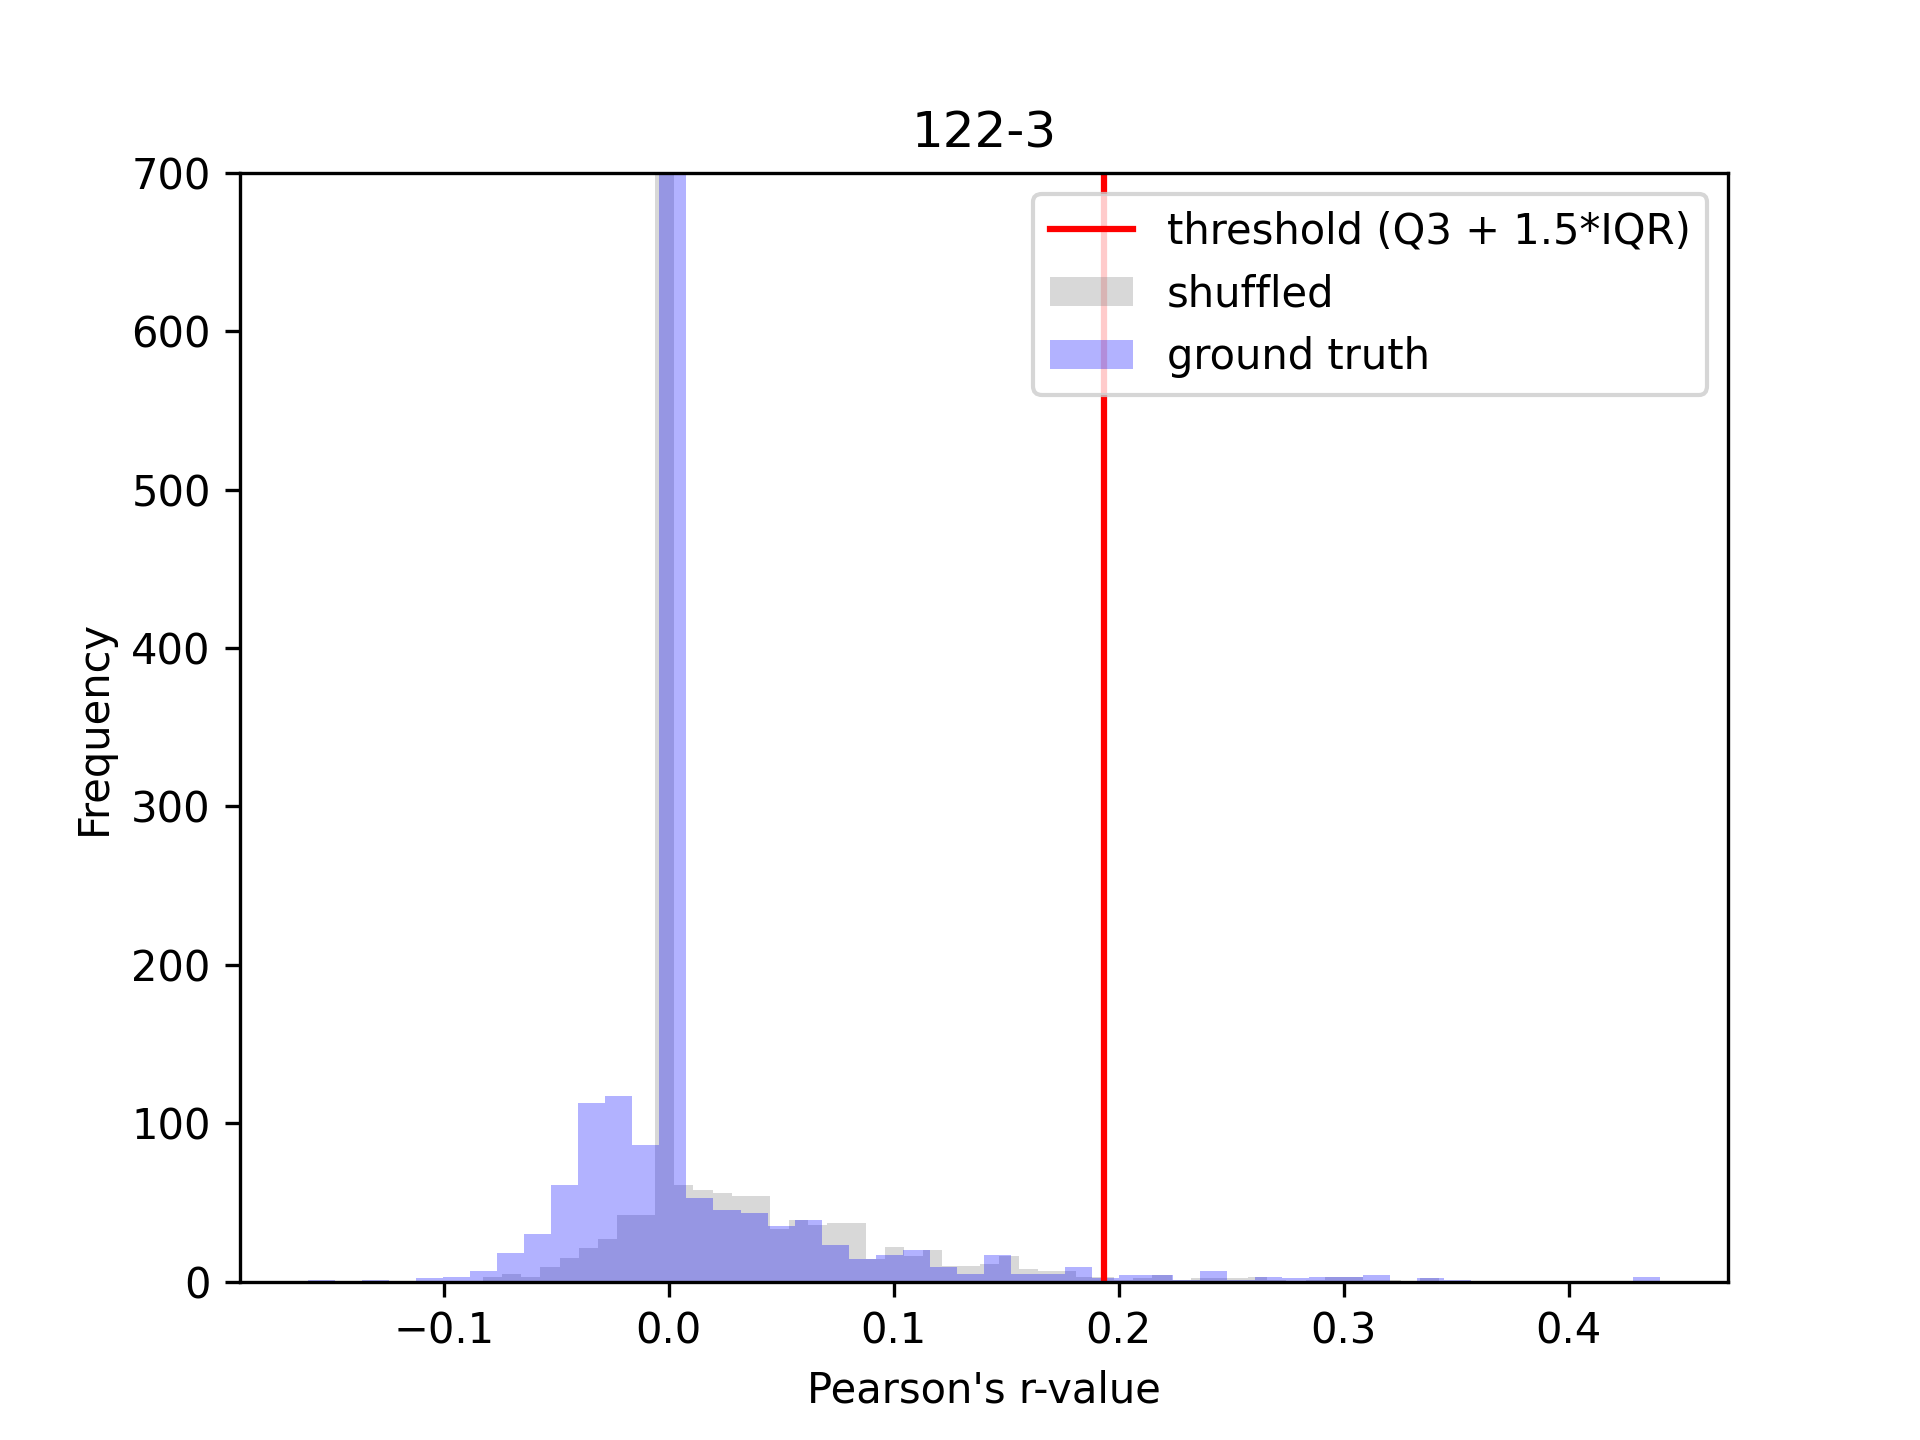 122-3
700
600
500
400
300
200
100
0
Frequency
threshold (Q3 + 1.5*IQR)
shuffled
ground truth
−0.1 0.0 0.1 0.2 0.3 0.4
Pearson's r-value